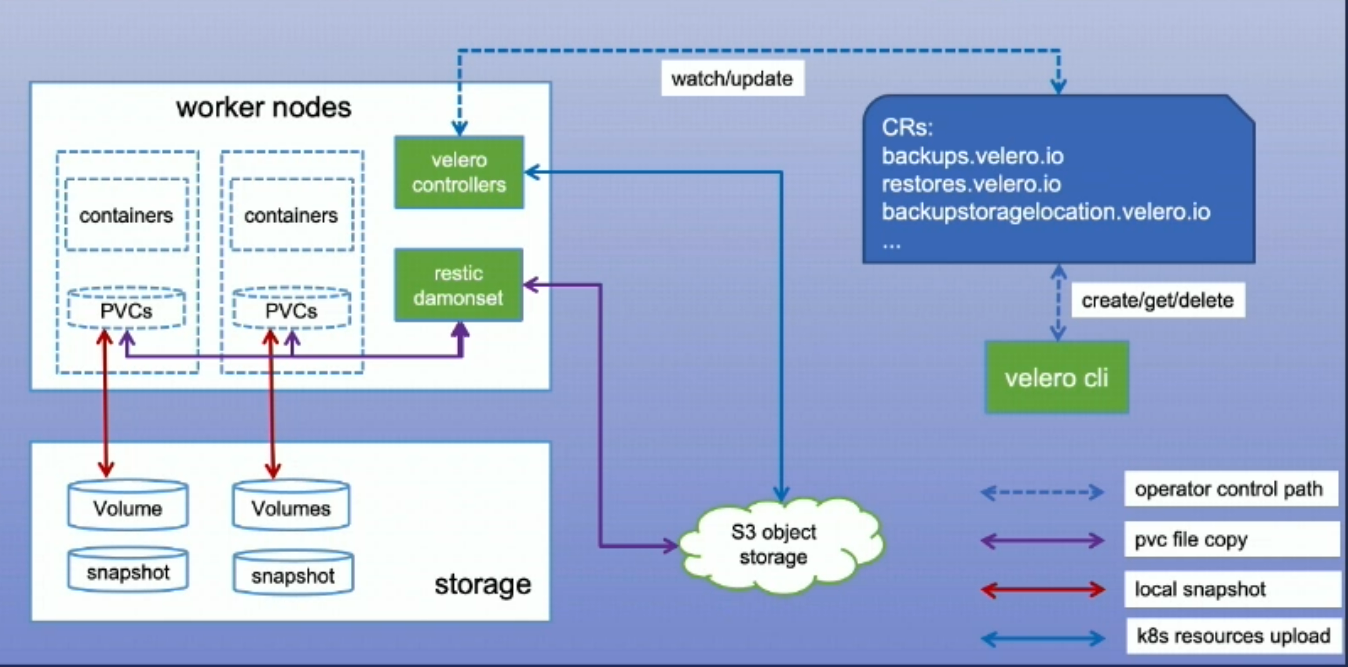 watch/update
worker nodes
velero
controllers
containers
containers
restic
damonset
PVCs
PVCs
CRs:
backups.velero.io
restores.velero.io
backupstoragelocation.velero.io
...
create/get/delete
velero cli
Volume
Volumes
snapshot
snapshot
storage
S3 object
storage
operator control path
pvc file copy
local snapshot
k8s resources upload